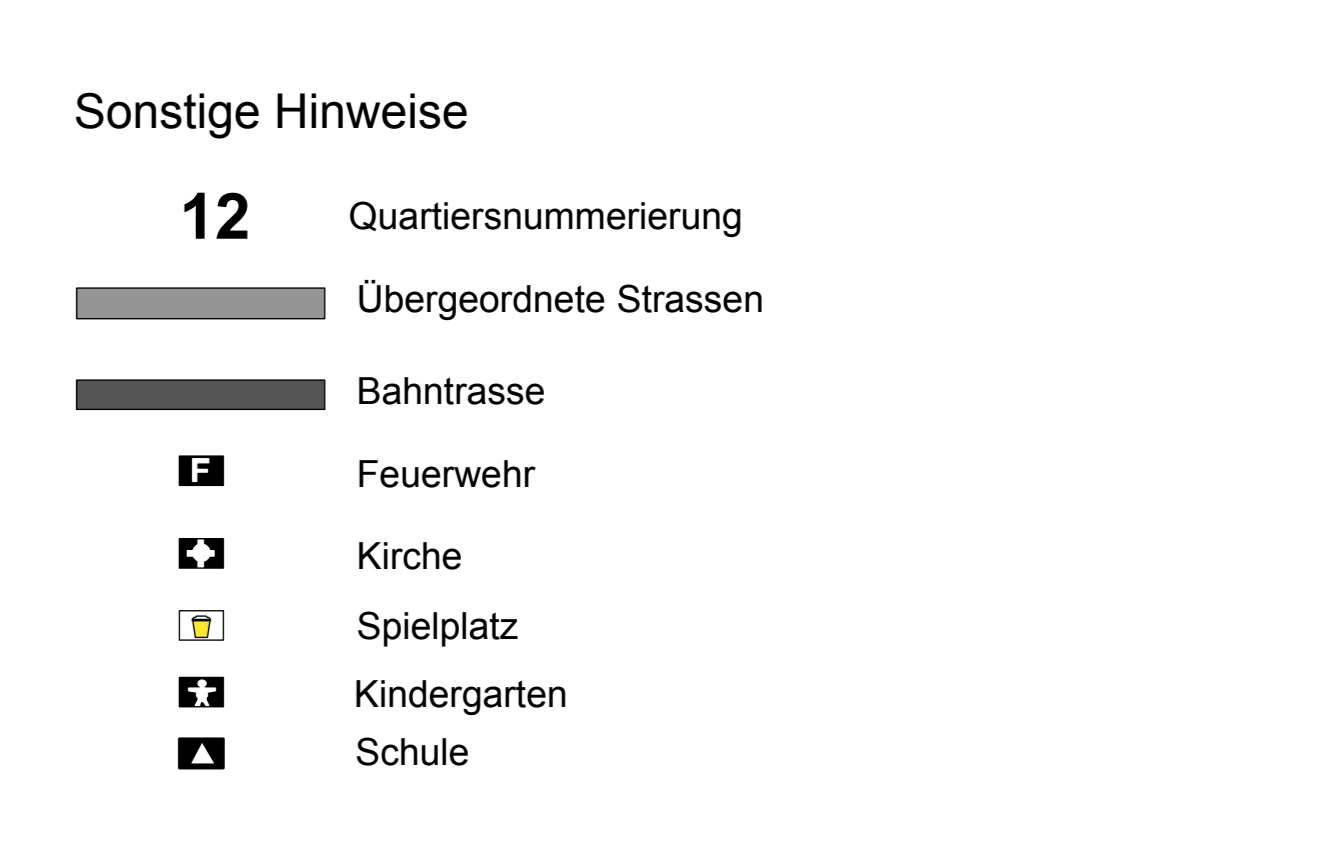 Sonstige Hinweise
12 Quartiersnummerierung
Übergeordnete Strassen
Bahntrasse
F Feuerwehr
Kirche
Spielplatz
Kindergarten
Schule